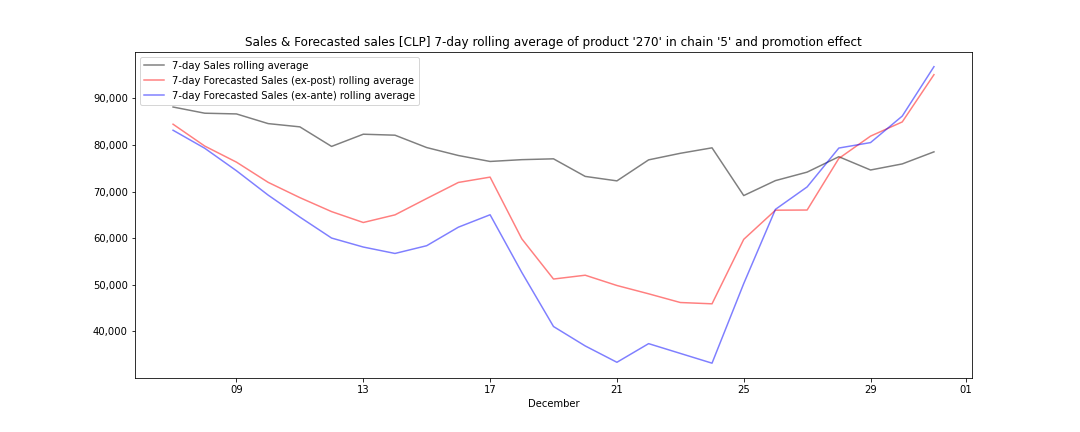 Sales & Forecasted sales [CLP] 7-day rolling average of product '270' in chain '5' and promotion effect
7-day Sales rolling average
7-day Forecasted Sales (ex-post) rolling average
7-day Forecasted Sales (ex-ante) rolling average
90,000
80,000
70,000
60,000
50,000
40,000
09 13 17 21 25 29 01
December